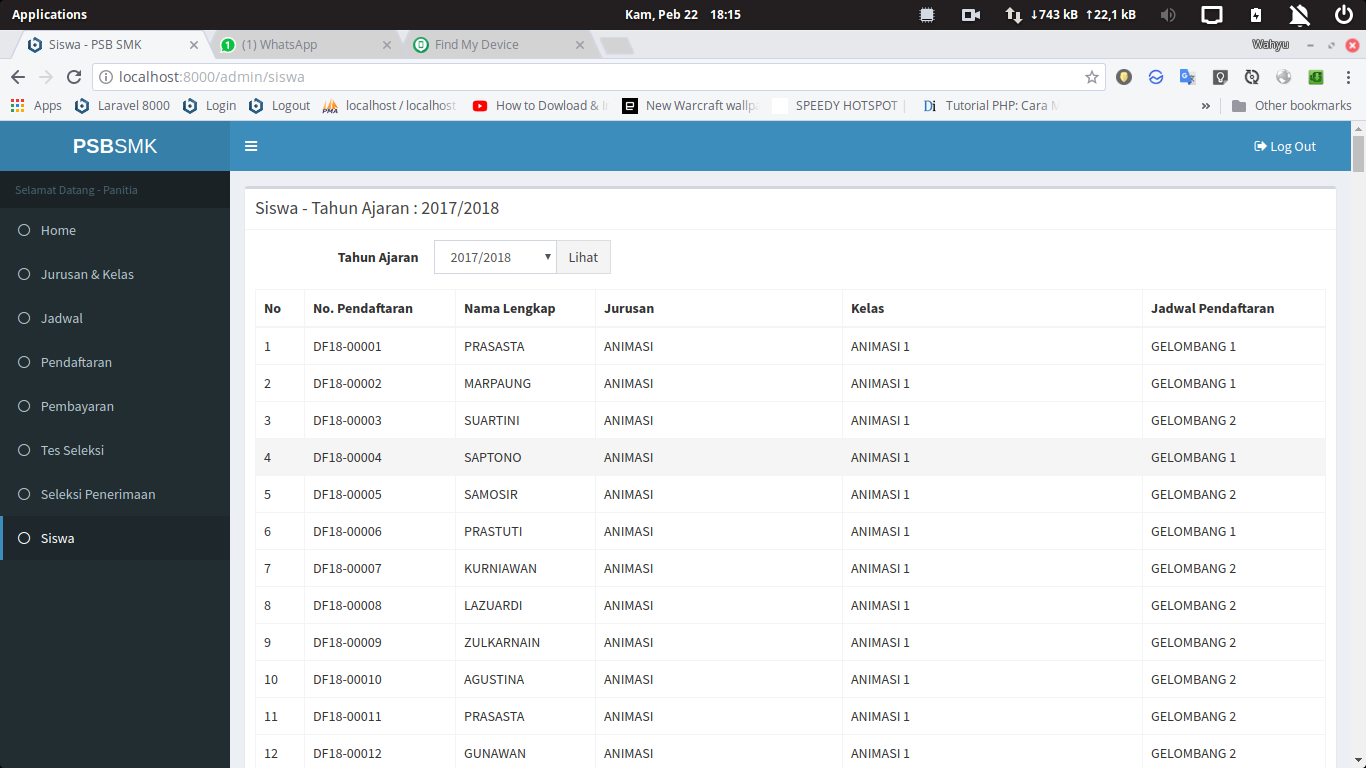 Applications Kam, Peb 22 18:15 ↓743 kB ↑22,1 kB
Siswa - PSB SMK (1) WhatsApp Find My Device Wahyu
localhost:8000/admin/siswa
Apps Laravel 8000 Login Logout localhost / localhost How to Dowload & I New Warcraft wallpa SPEEDY HOTSPOT | Tutorial PHP: Cara M » Other bookmarks
PSBSMK Log Out
Selamat Datang - Panitia
Home
Jurusan & Kelas
Jadwal
Pendaftaran
Pembayaran
Tes Seleksi
Seleksi Penerimaan
Siswa
Siswa - Tahun Ajaran : 2017/2018
Tahun Ajaran 2017/2018 Lihat
No No. Pendaftaran Nama Lengkap Jurusan Kelas Jadwal Pendaftaran
1 DF18-00001 PRASASTA ANIMASI ANIMASI 1 GELOMBANG 1
2 DF18-00002 MARPAUNG ANIMASI ANIMASI 1 GELOMBANG 1
3 DF18-00003 SUARTINI ANIMASI ANIMASI 1 GELOMBANG 2
4 DF18-00004 SAPTONO ANIMASI ANIMASI 1 GELOMBANG 1
5 DF18-00005 SAMOSIR ANIMASI ANIMASI 1 GELOMBANG 2
6 DF18-00006 PRASTUTI ANIMASI ANIMASI 1 GELOMBANG 1
7 DF18-00007 KURNIAWAN ANIMASI ANIMASI 1 GELOMBANG 2
8 DF18-00008 LAZUARDI ANIMASI ANIMASI 1 GELOMBANG 2
9 DF18-00009 ZULKARNAIN ANIMASI ANIMASI 1 GELOMBANG 2
10 DF18-00010 AGUSTINA ANIMASI ANIMASI 1 GELOMBANG 2
11 DF18-00011 PRASASTA ANIMASI ANIMASI 1 GELOMBANG 2
12 DF18-00012 GUNAWAN ANIMASI ANIMASI 1 GELOMBANG 2